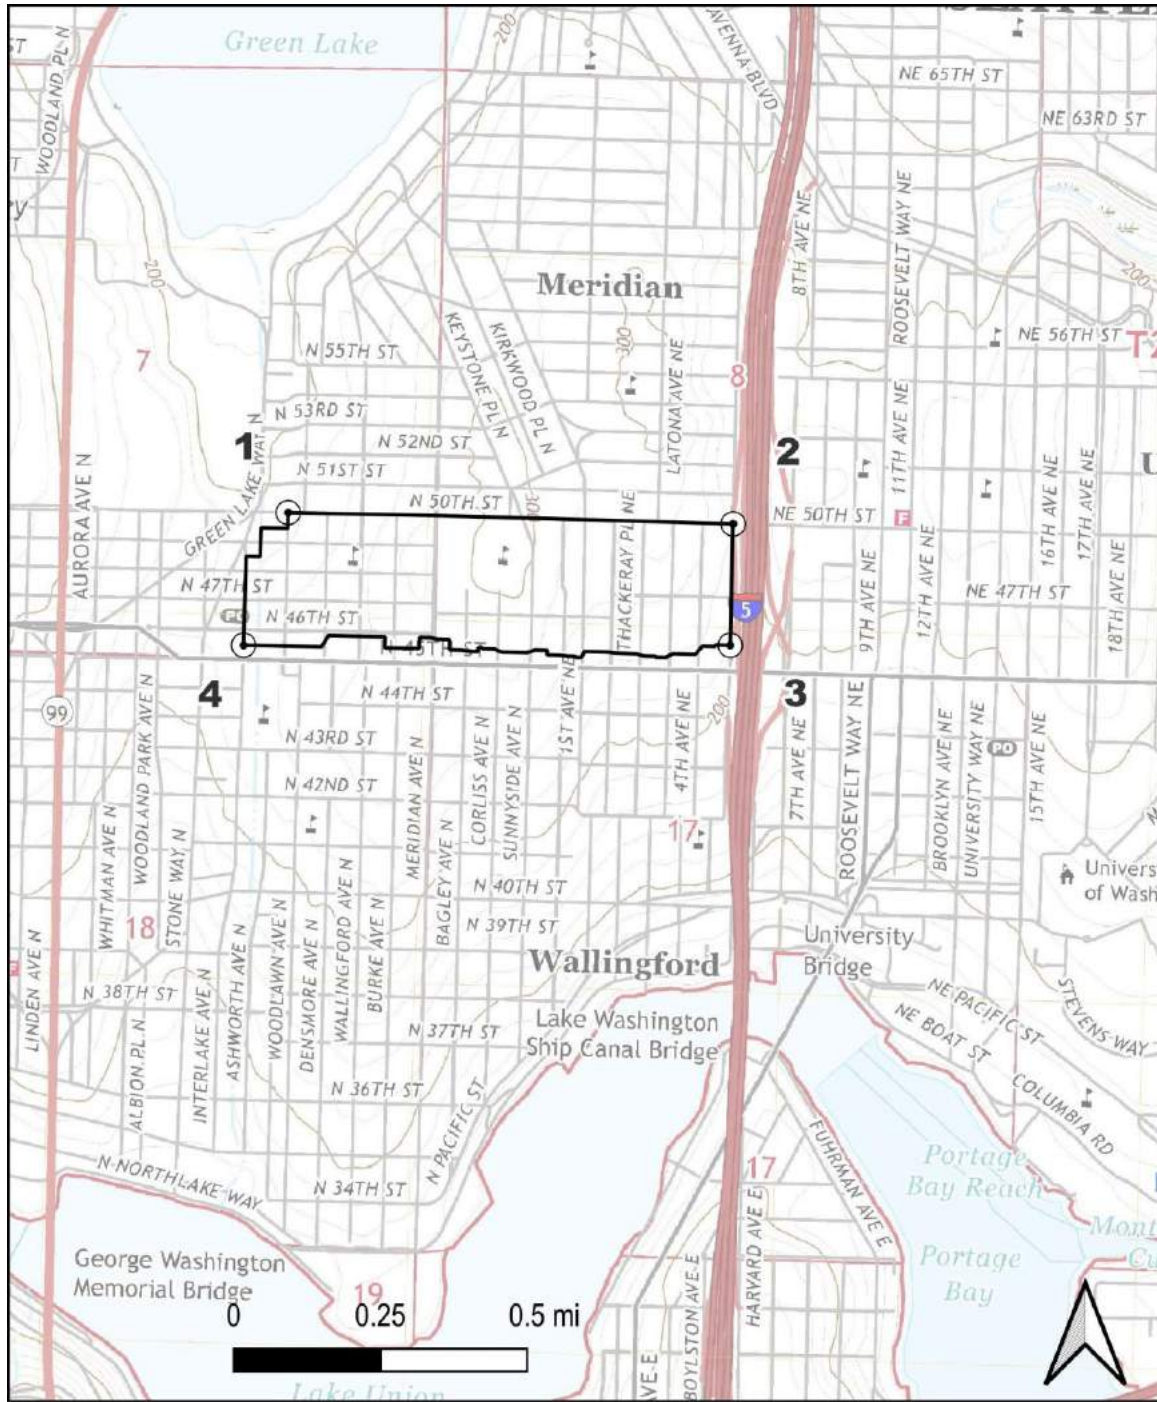 Green Lake
200
WOODLAND PL N
ST
AVENNA BLVD
NE 65TH ST
NE 63RD ST
8TH AVE NE
ROOSEVELT WAY NE
200
200
Meridian
300
KEYSTONE PL N
KIRKWOOD PL N
LATONA AVE NE
N 55TH ST
NE 56TH ST
7
8
N 53RD ST
N 52ND ST
N 51ST ST
N 50TH ST
1
2
AURORA AVE N
11TH AVE NE
16TH AVE NE
17TH AVE NE
F
NE 50TH ST
THACKERAY PL NE
N 47TH ST
NE 47TH ST
PO
N 46TH ST
5
9TH AVE NE
12TH AVE NE
18TH AVE NE
N 45TH ST
4
3
N 44TH ST
1ST AVE NE
200
99
WOODLAND PARK AVE N
N 43RD ST
N 42ND ST
MERIDIAN AVE N
CORLISS AVE N
SUNNYSIDE AVE N
4TH AVE NE
7TH AVE NE
ROOSEVELT WAY NE
BROOKLYN AVE NE
UNIVERSITY WAY NE
PO
15TH AVE NE
17
WHITMAN AVE N
STONE WAY N
N 40TH ST
N 39TH ST
18
LINDEN AVE N
N 38TH ST
ALBION PL N
INTERLAKE AVE N
ASHWORTH AVE N
WOODLAWN AVE N
DENSMORE AVE N
WALLINGFORD AVE N
BURKE AVE N
BAGLEY AVE N
Wallingford
University
Bridge
Lake Washington
Ship Canal Bridge
N 37TH ST
N 36TH ST
N PACIFIC ST
NE PACIFIC ST
NE BOAT ST
STEVENS WAY
COLUMBIA RD
N NORTHLAKE WAY
N 34TH ST
17
FUHRMAN AVE E
HARVARD AVE E
BOYLSTON AVE E
AVE E
Portage
Bay Reach
Portage
Bay
George Washington
Memorial Bridge
19
0 0.25 0.5 mi
Lake Union